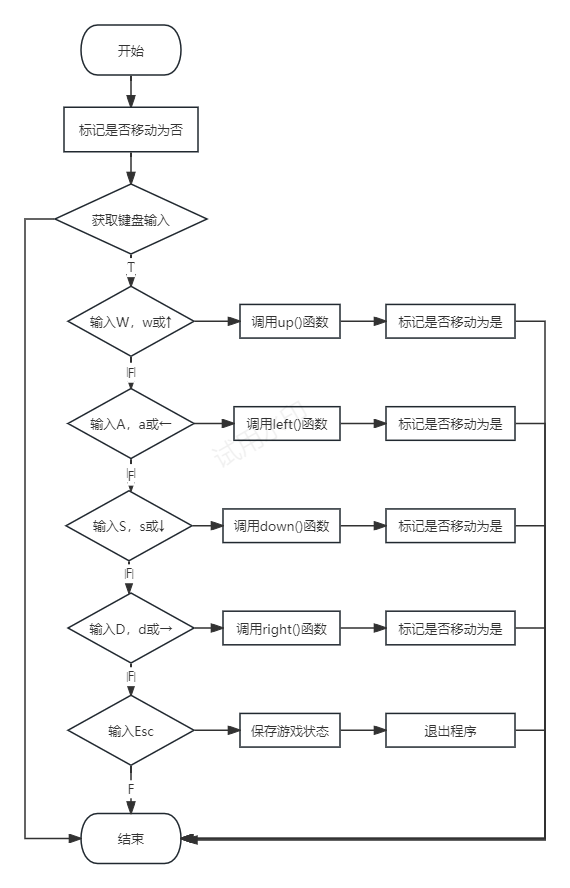 开始
标记是否移动为否
获取键盘输入
T
输入W，w或↑
调用up()函数
标记是否移动为是
F
输入A，a或←
调用left()函数
标记是否移动为是
F
输入S，s或↓
调用down()函数
标记是否移动为是
F
输入D，d或→
调用right()函数
标记是否移动为是
F
输入Esc
保存游戏状态
退出程序
F
结束
试用水印